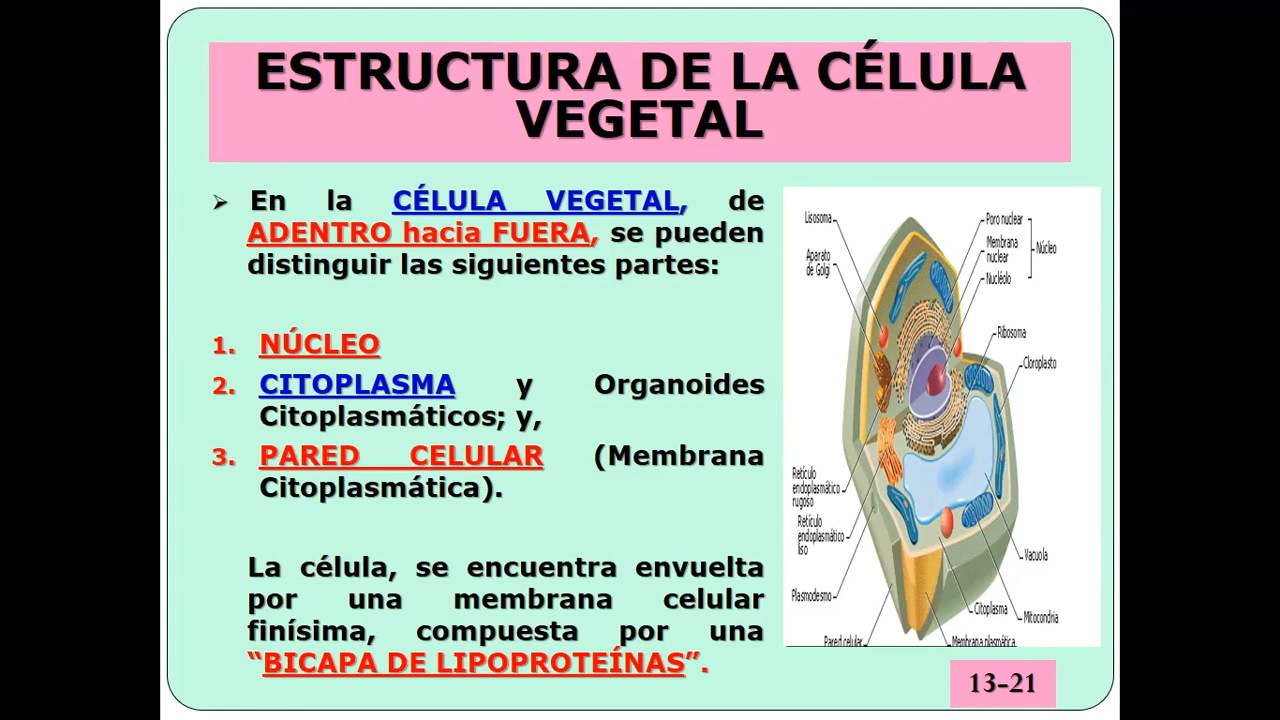 ESTRUCTURA DE LA CÉLULA
VEGETAL
➢ En la CÉLULA VEGETAL, de
ADENTRO hacia FUERA, se pueden
distinguir las siguientes partes:
1. NÚCLEO
2. CITOPLASMA y Organoides
Citoplasmáticos; y,
3. PARED CELULAR (Membrana
Citoplasmática).
La célula, se encuentra envuelta
por una membrana celular
finísima, compuesta por una
“BICAPA DE LIPOPROTEÍNAS”.
Lisosoma
Aparato
de Golgi
Poro nuclear
Membrana
nuclear
Nucléolo
Núcleo
Ribosoma
Cloroplasto
Retículo
endoplasmático
rugoso
Retículo
endoplasmático
liso
Plasmodesmo
Pared celular
Membrana plasmática
Citoplasma
Mitocondria
Vacuola
13-21